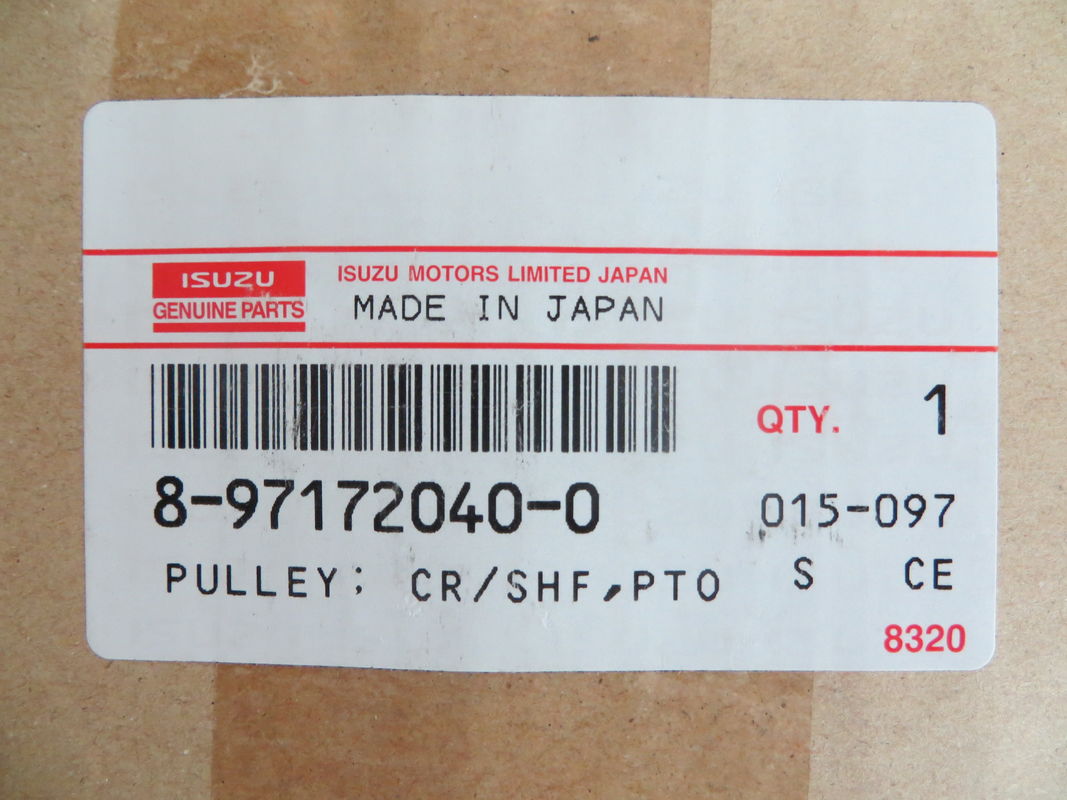 ISUZU
GENUINE PARTS
ISUZU MOTORS LIMITED JAPAN
MADE IN JAPAN
QTY. 1
8-97172040-0
015-097
PULLEY; CR/SHF,PTO
S CE
8320